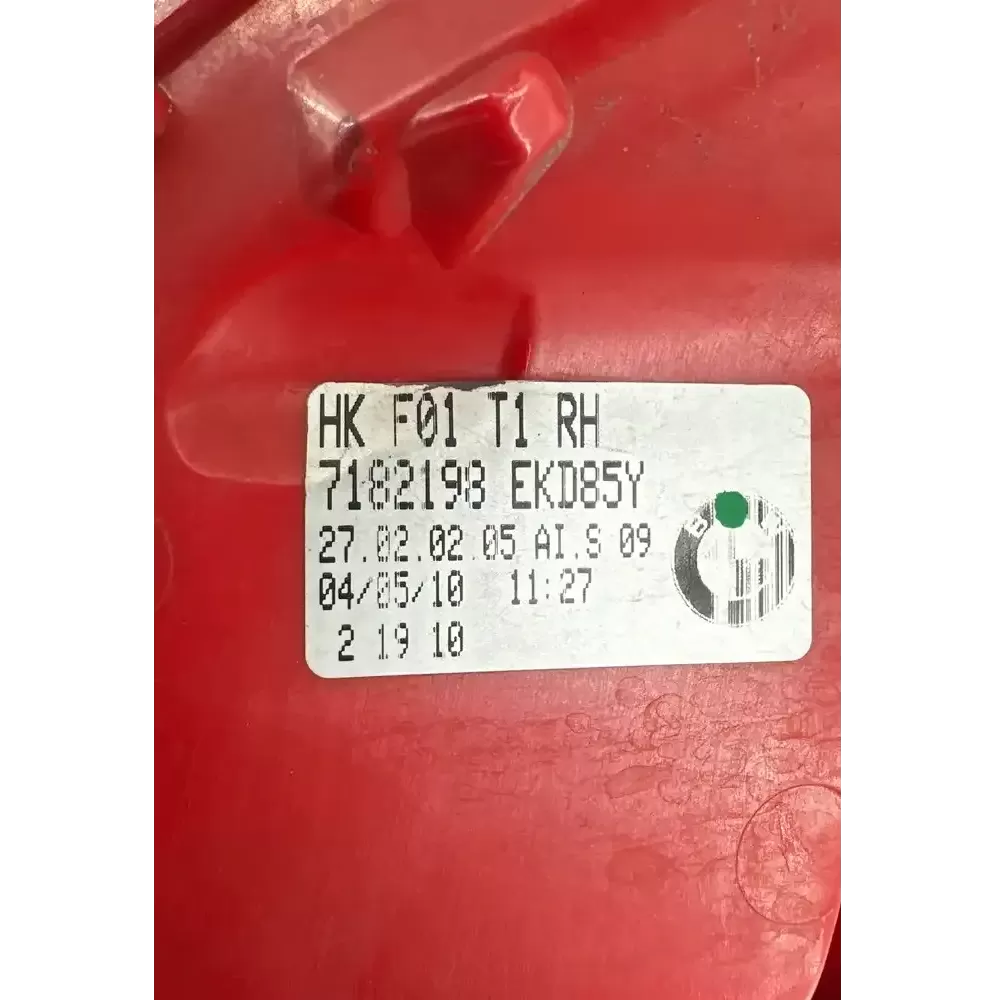 HK F01 T1 RH
7182198 EKD85Y
27.02.02.05 AI.S 09
04/05/10 11:27
2 19 10